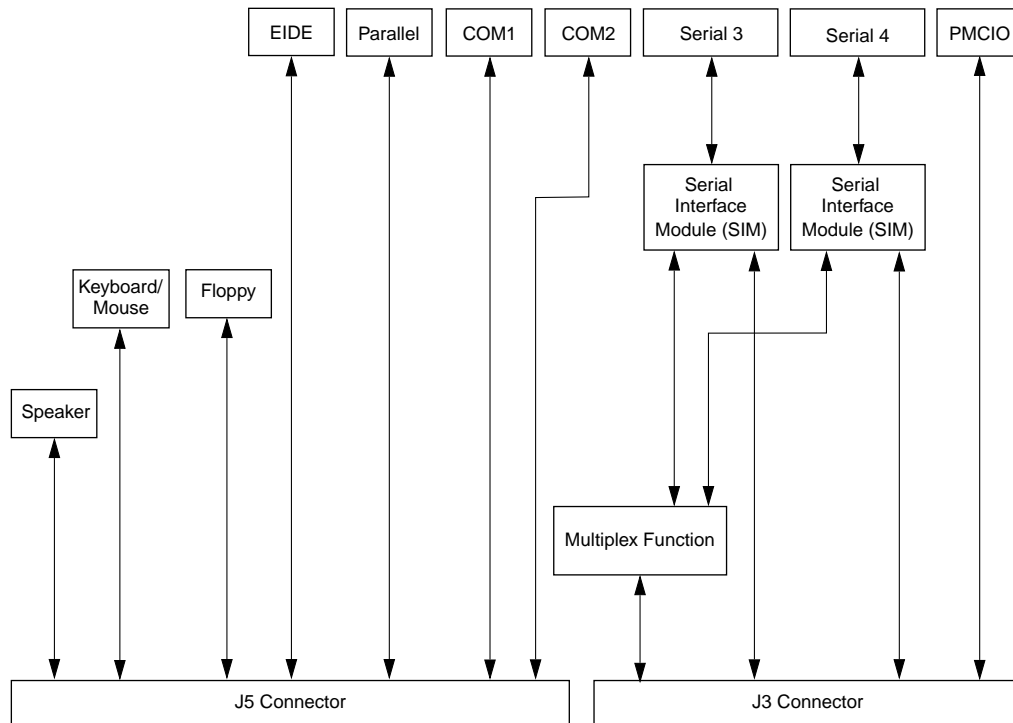 EIDE
Parallel
COM1
COM2
Serial 3
Serial 4
PMCIO
Serial
Interface
Module (SIM)
Serial
Interface
Module (SIM)
Keyboard/
Mouse
Floppy
Speaker
Multiplex Function
J5 Connector
J3 Connector